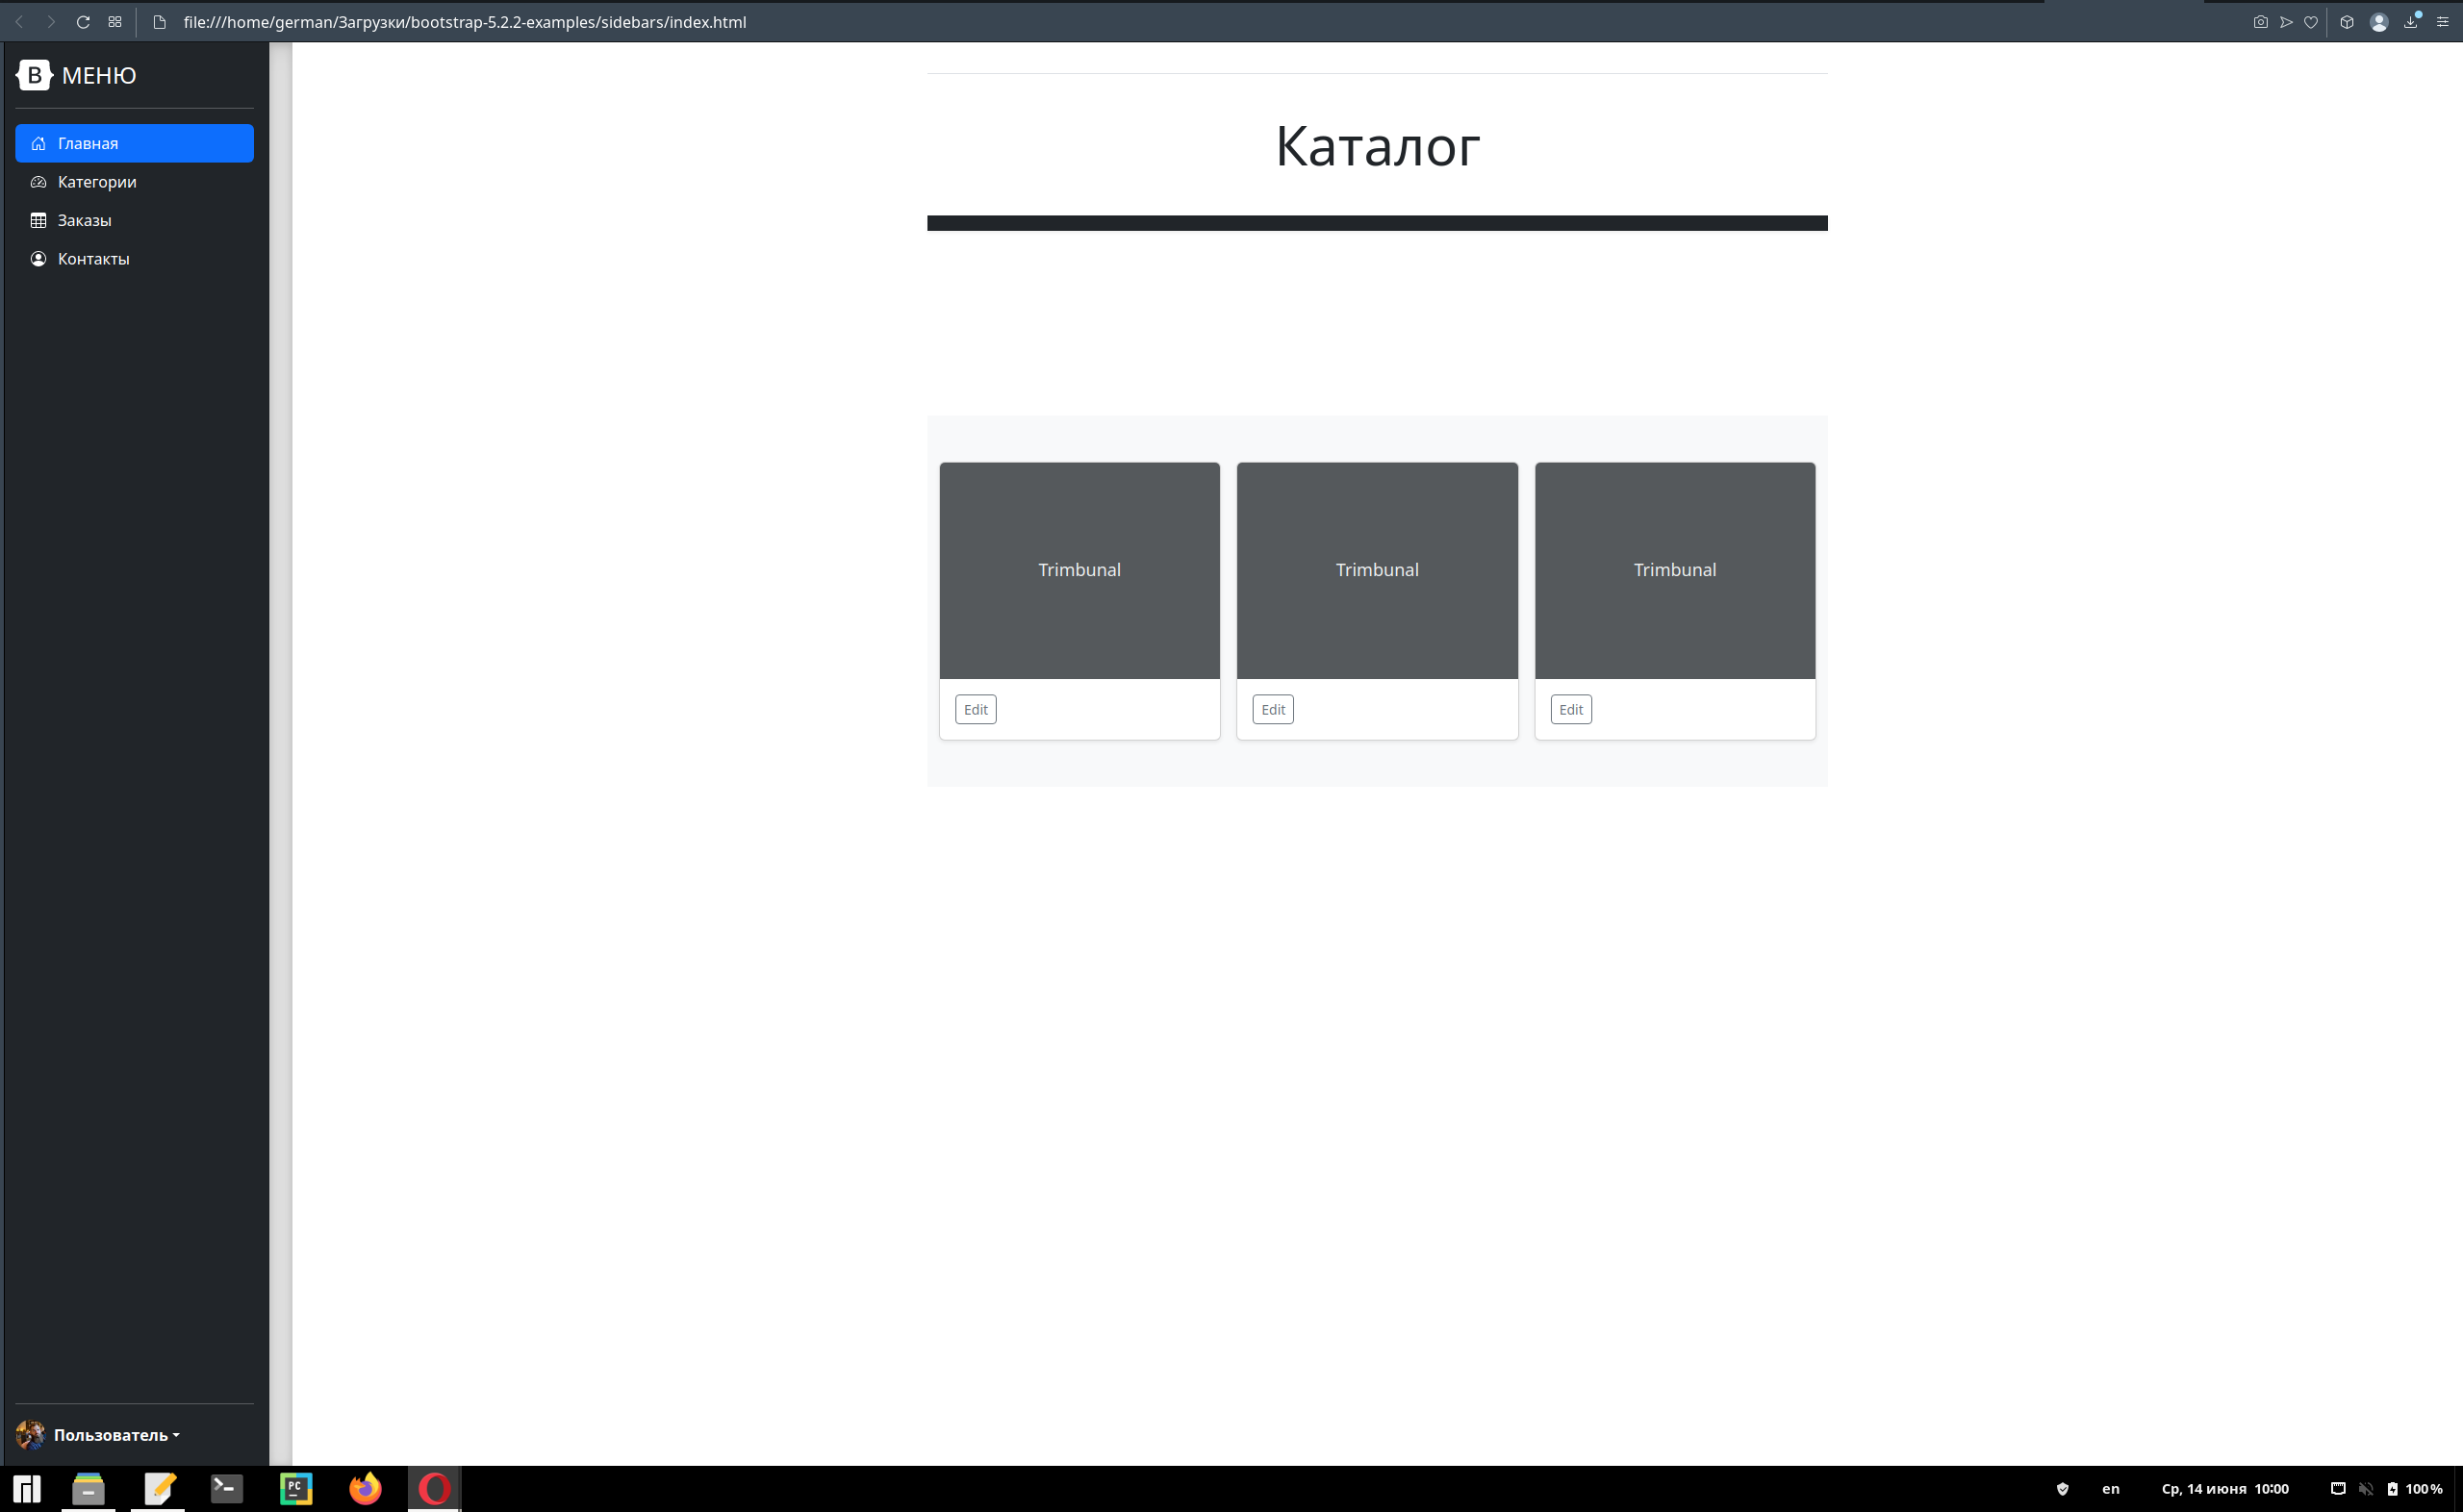 file:///home/german/Загрузки/bootstrap-5.2.2-examples/sidebars/index.html
B МЕНЮ
Главная
Категории
Заказы
Контакты
Каталог
Trimbunal Trimbunal Trimbunal
Edit Edit Edit
Пользователь
PC en Ср, 14 июня 10:00 100%